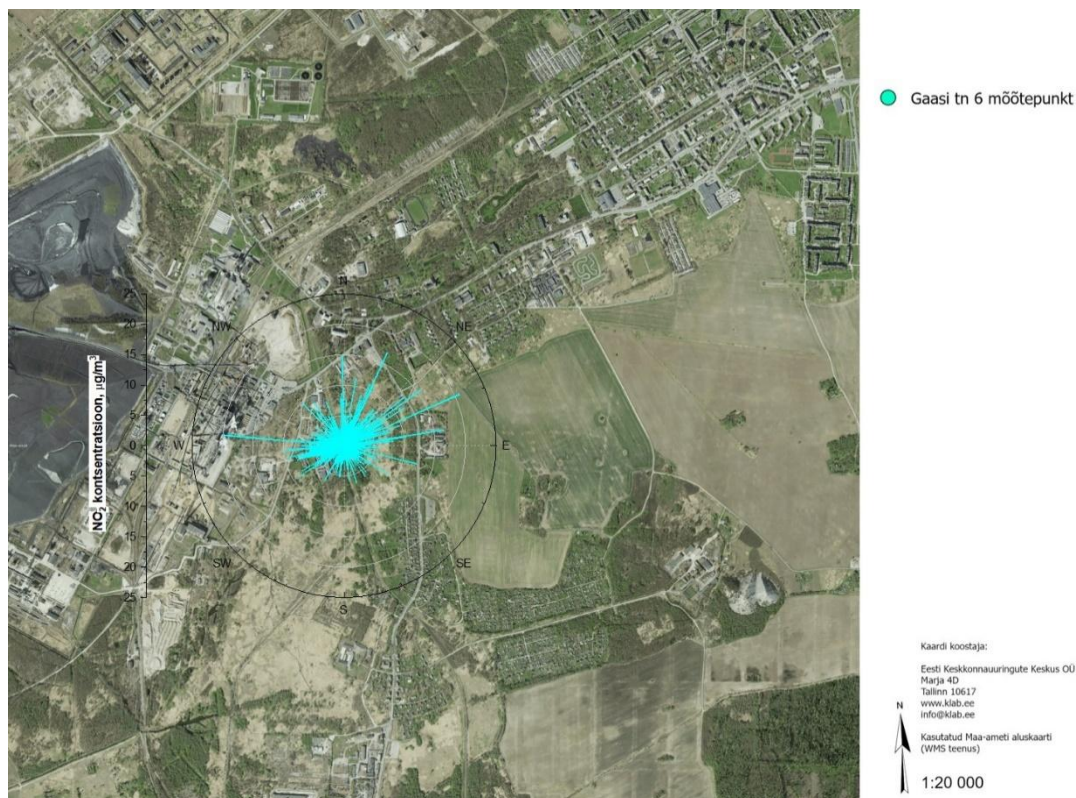 Gaasi tn 6 mõõtepunkt
N
NW
NE
W
E
SW
SE
S
25
20
15
10
5
0
5
10
15
20
25
NO2 kontsentratsioon, µg/m³
Kaardi koostaja:
Eesti Keskkonnauuringute Keskus OÜ
Marja 4D
Tallinn 10617
www.klab.ee
info@klab.ee
Kasutatud Maa-ameti aluskaarti
(WMS teenus)
N
1:20 000